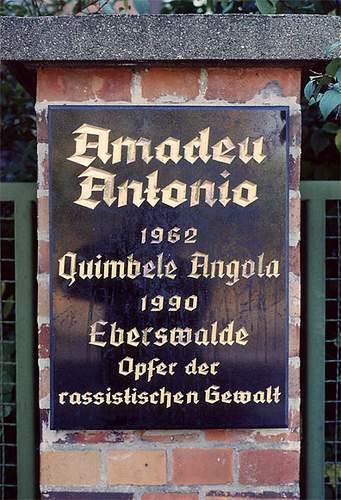 Amadeu
Antonio
1962
Quimbele Angola
1990
Eberswalde
Opfer der
rassistischen Gewalt